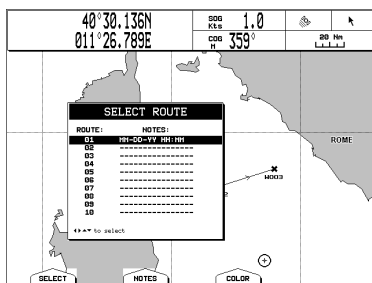 40°30.136N
011°26.789E
SOG Kts 1.0
COG M 359°
20 Nm
SELECT ROUTE
ROUTE: NOTES:
01 MM-DD-YY HH:MM
02 --------------
03 --------------
04 --------------
05 --------------
06 --------------
07 --------------
08 --------------
09 --------------
10 --------------
to select
ROME
W003
2
SELECT
NOTES
COLOR